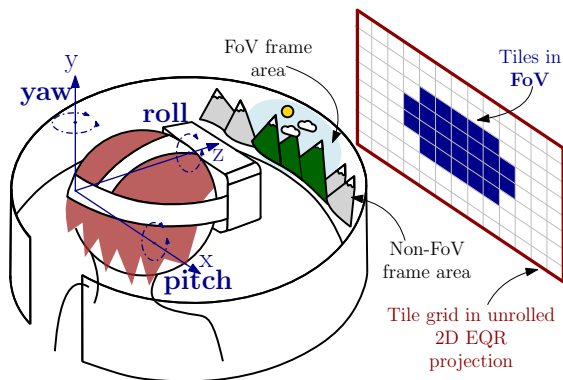 FoV frame
area
Tiles in
FoV
y
yaw
roll
z
x
pitch
Non-FoV
frame area
Tile grid in unrolled
2D EQR
projection